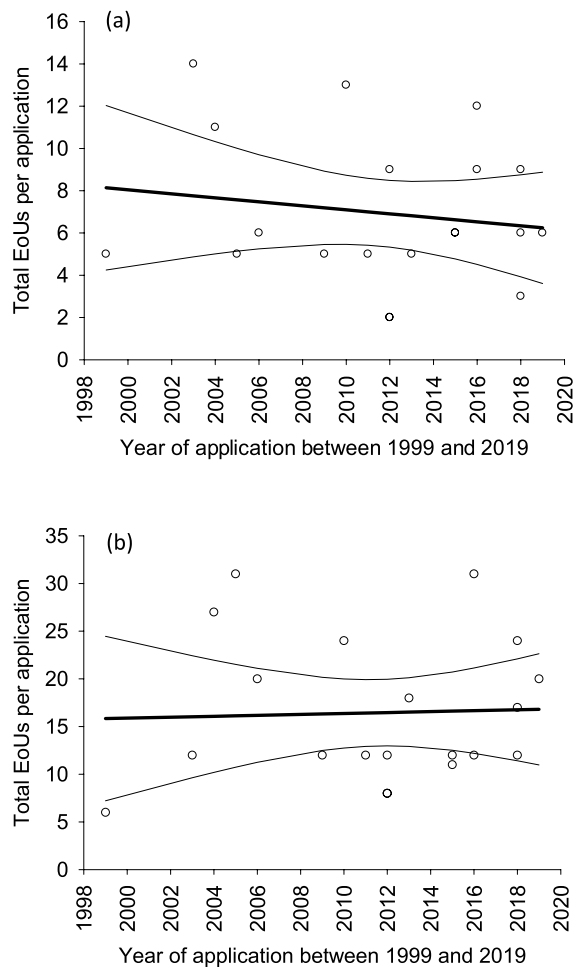 (a)
Total EoUs per application
16
14
12
10
8
6
4
2
0
1998 2000 2002 2004 2006 2008 2010 2012 2014 2016 2018 2020
Year of application between 1999 and 2019
(b)
Total EoUs per application
35
30
25
20
15
10
5
0
1998 2000 2002 2004 2006 2008 2010 2012 2014 2016 2018 2020
Year of application between 1999 and 2019